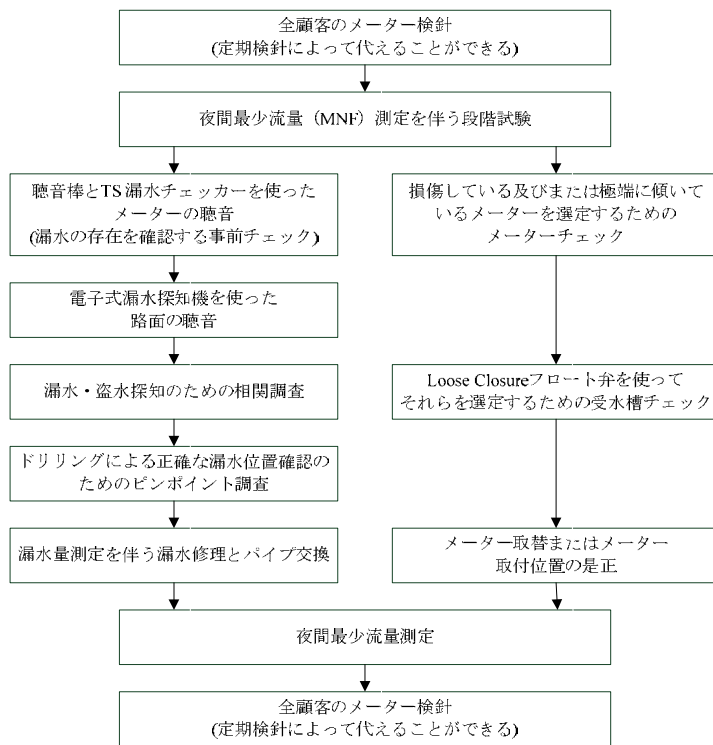 全顧客のメーター検針
(定期検針によって代えることができる)
夜間最少流量（MNF）測定を伴う段階試験
聴音棒とTS漏水チェッカーを使った
メーターの聴音
(漏水の存在を確認する事前チェック)
電子式漏水探知機を使った
路面の聴音
漏水・盗水探知のための相関調査
ドリリングによる正確な漏水位置確認の
ためのピンポイント調査
漏水量測定を伴う漏水修理とパイプ交換
損傷している及びまたは極端に傾いて
いるメーターを選定するための
メーターチェック
Loose Closureフロート弁を使って
それらを選定するための受水槽チェック
メーター取替またはメーター
取付位置の是正
夜間最少流量測定
全顧客のメーター検針
(定期検針によって代えることができる)